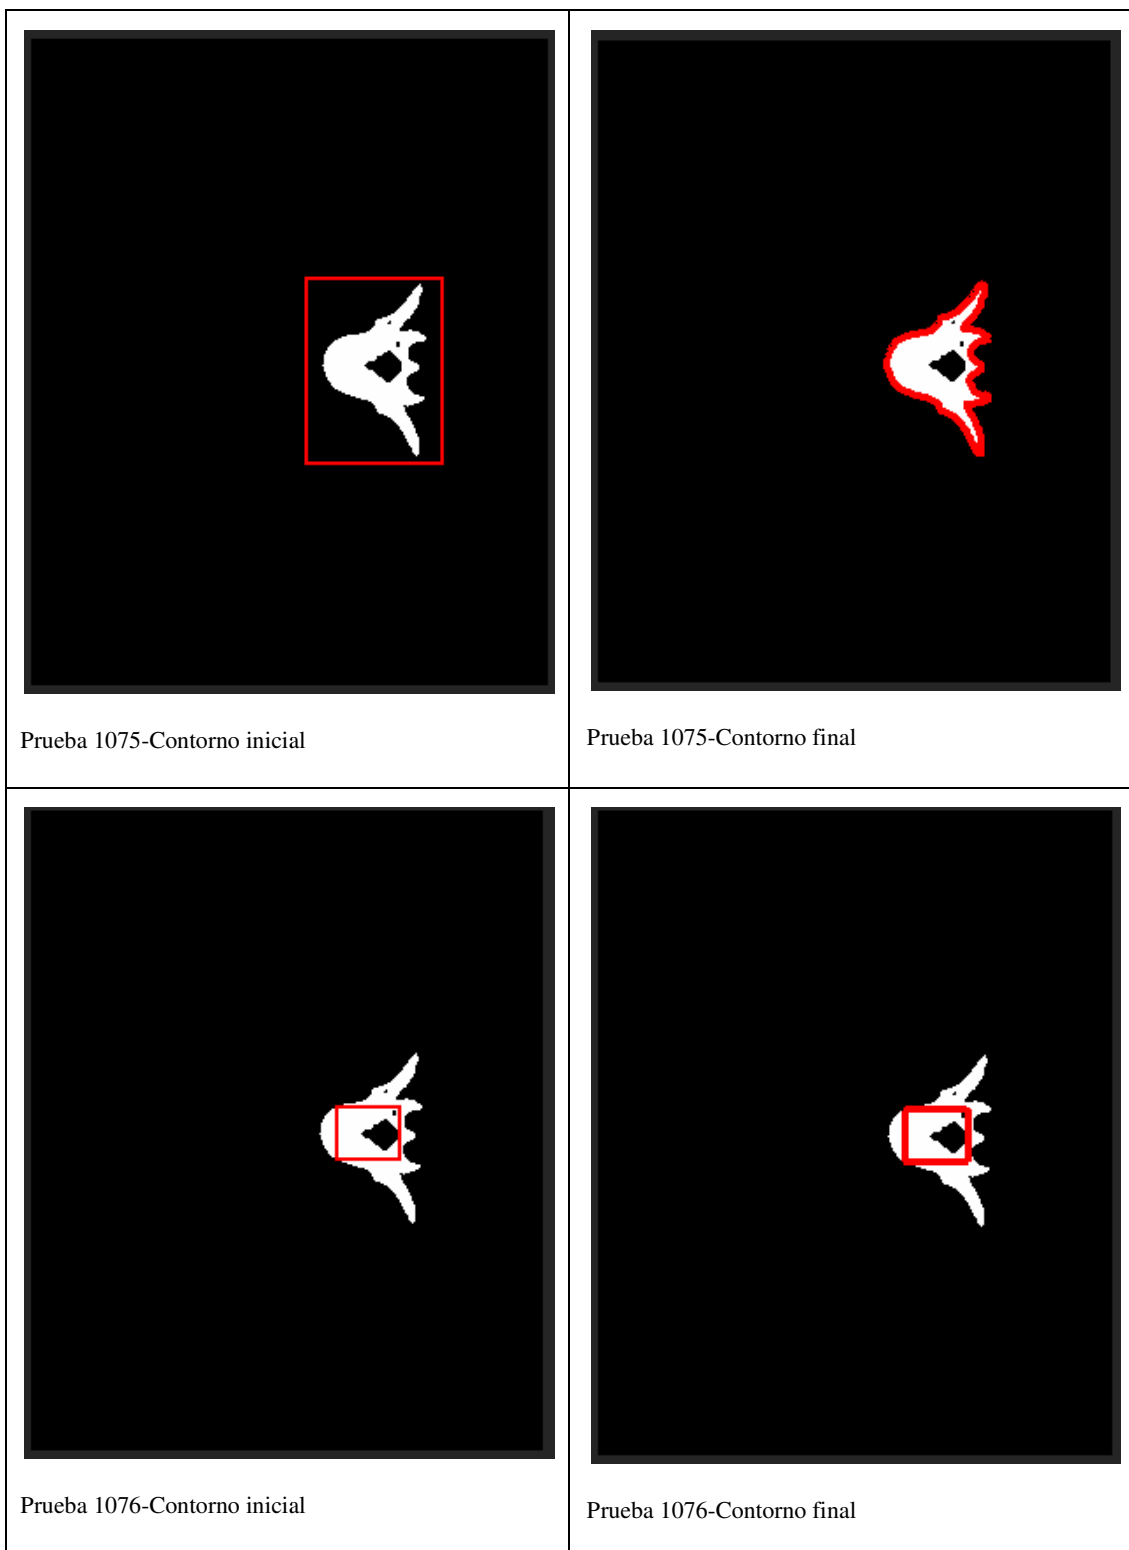 Prueba 1075-Contorno inicial
Prueba 1075-Contorno final
Prueba 1076-Contorno inicial
Prueba 1076-Contorno final